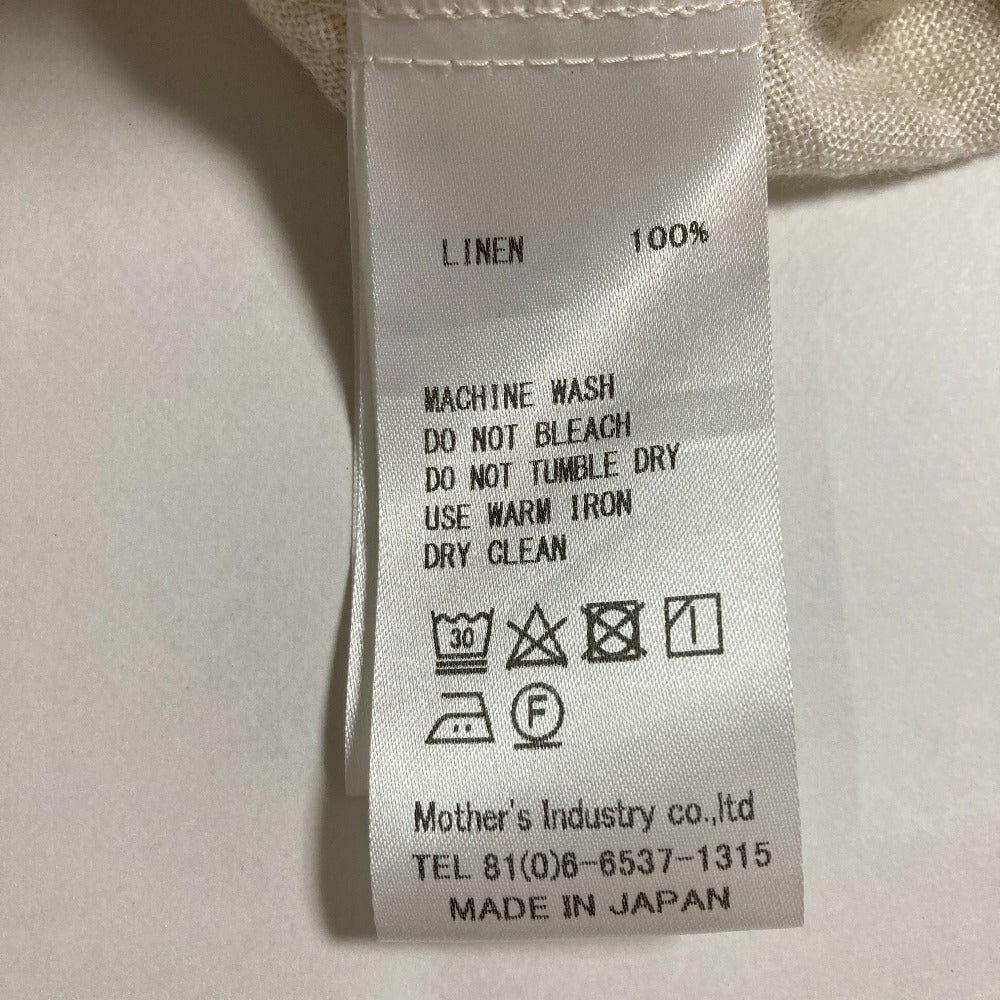 LINEN 100%
MACHINE WASH
DO NOT BLEACH
DO NOT TUMBLE DRY
USE WARM IRON
DRY CLEAN
30
F
Mother's Industry co.,ltd
TEL 81(0)6-6537-1315
MADE IN JAPAN